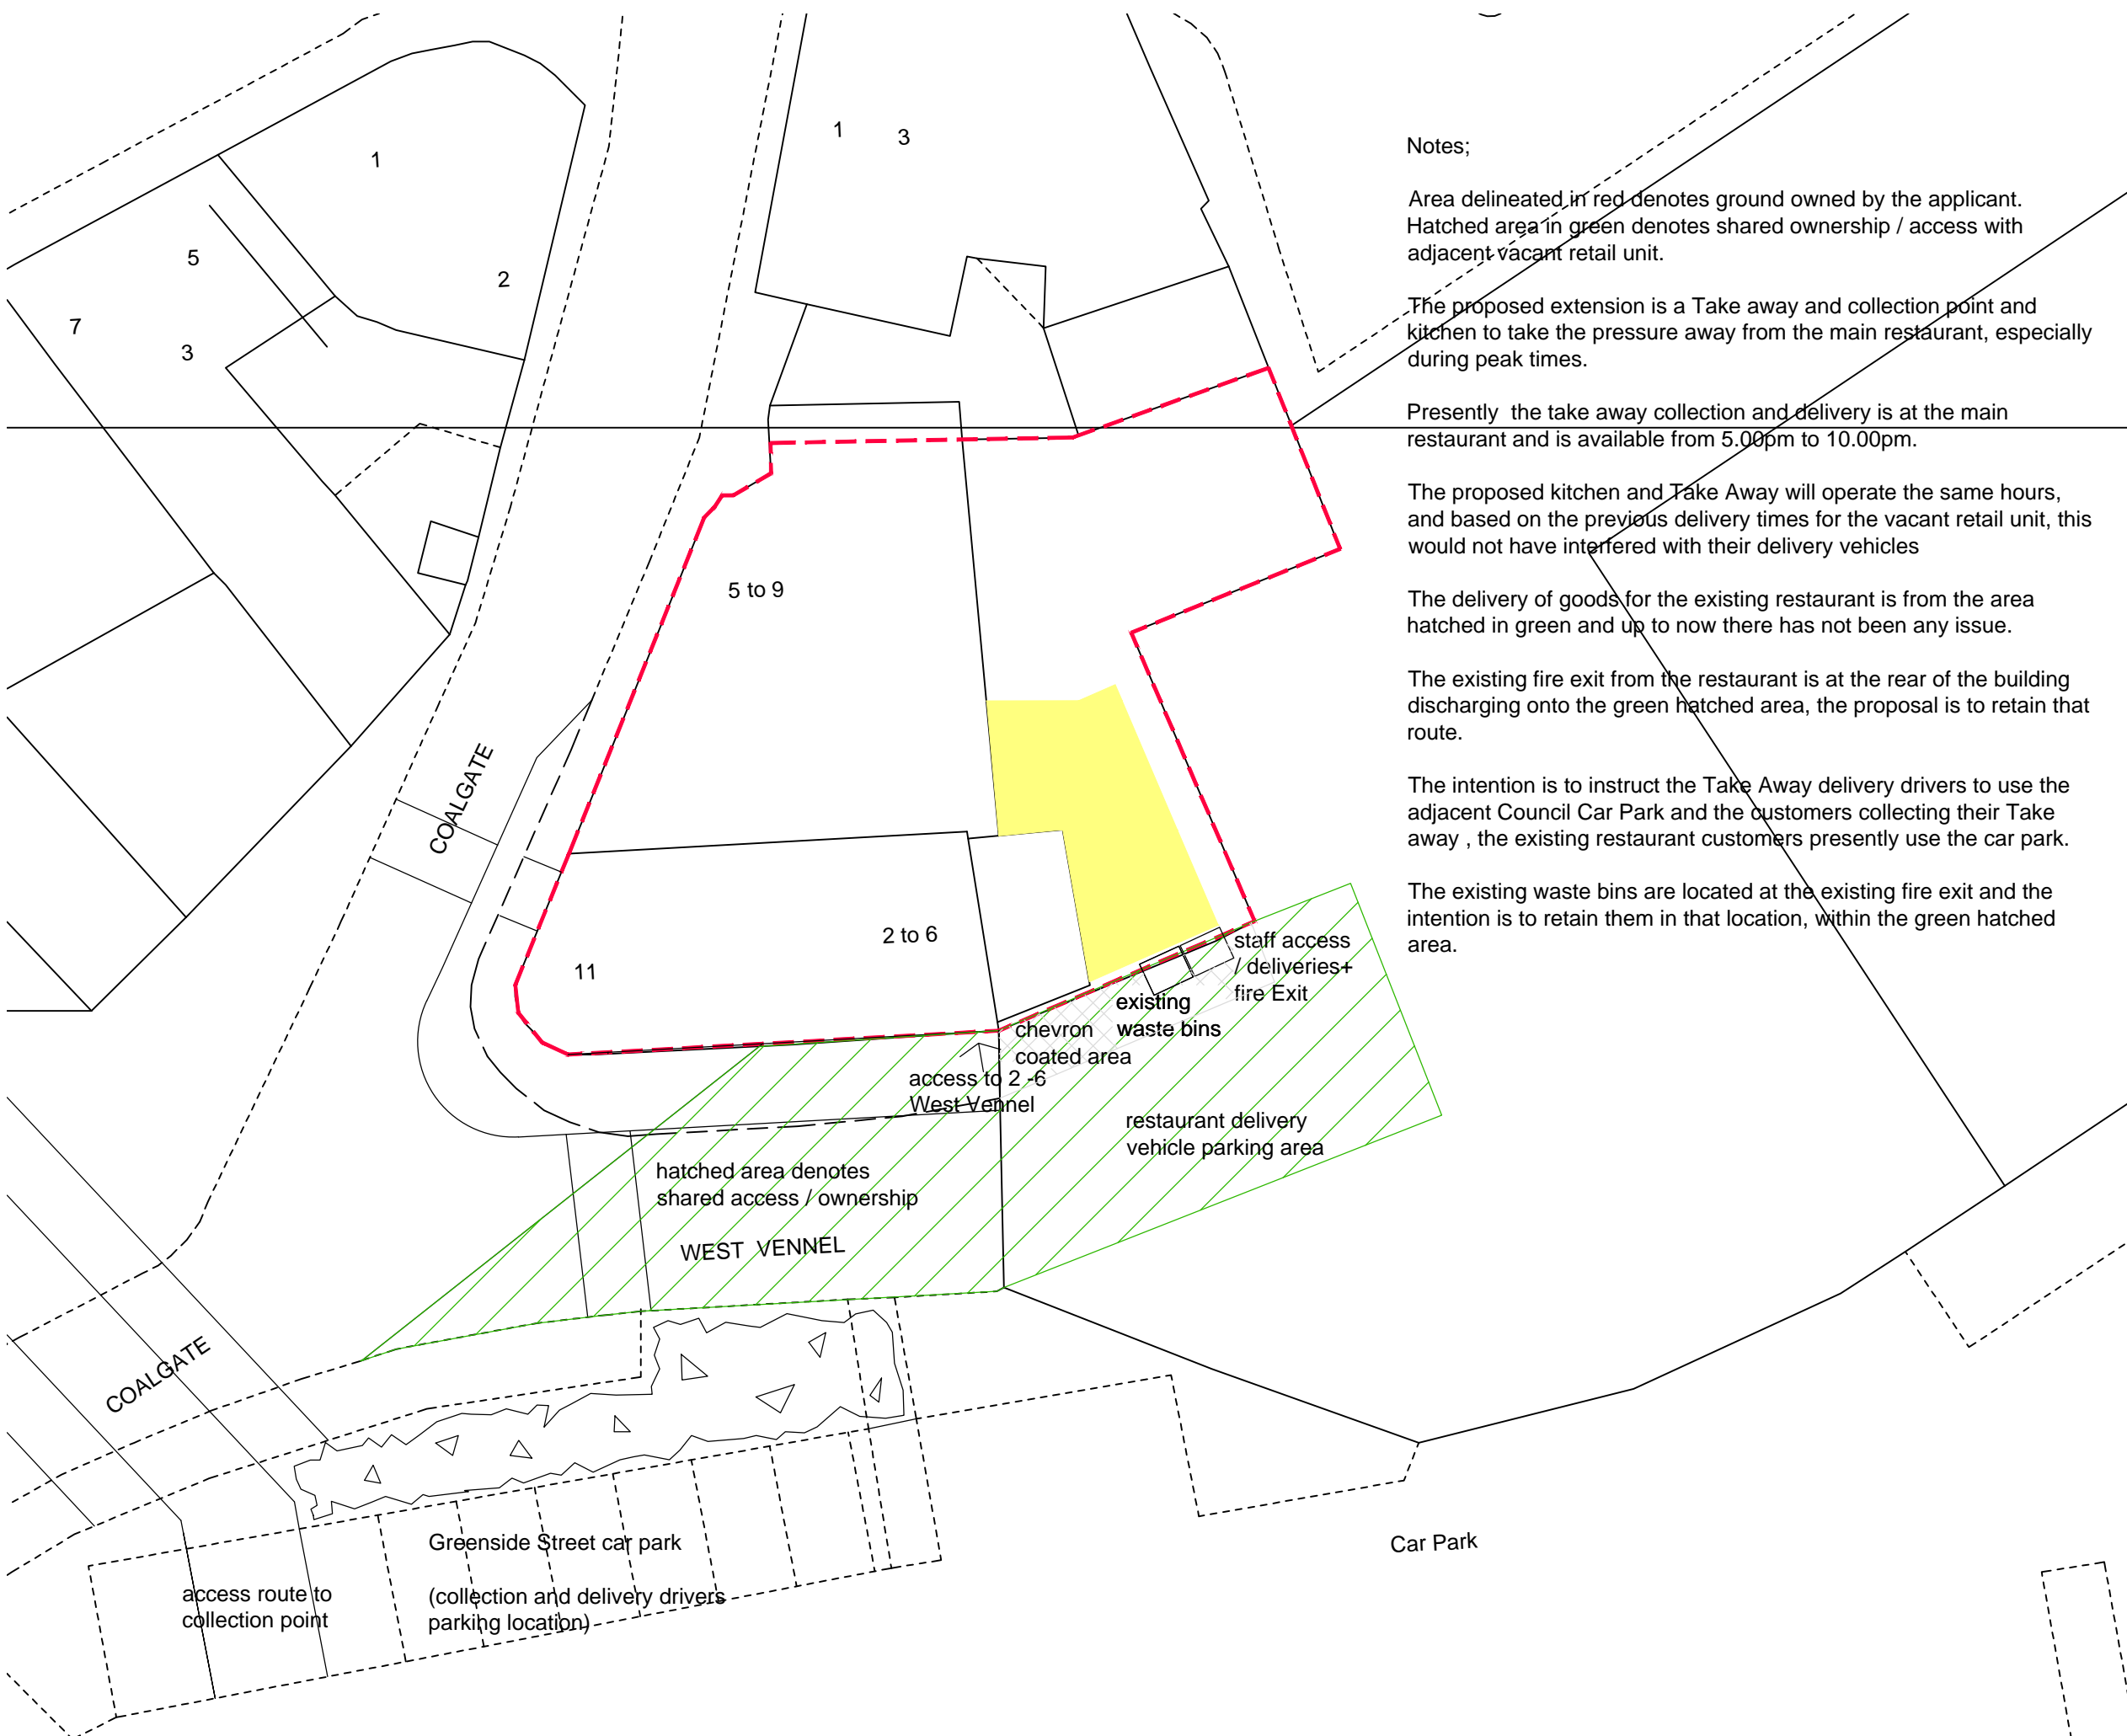 Notes;
Area delineated in red denotes ground owned by the applicant.
Hatched area in green denotes shared ownership / access with
adjacent vacant retail unit.
The proposed extension is a Take away and collection point and
kitchen to take the pressure away from the main restaurant, especially
during peak times.
Presently the take away collection and delivery is at the main
restaurant and is available from 5.00pm to 10.00pm.
The proposed kitchen and Take Away will operate the same hours,
and based on the previous delivery times for the vacant retail unit, this
would not have interfered with their delivery vehicles
The delivery of goods for the existing restaurant is from the area
hatched in green and up to now there has not been any issue.
The existing fire exit from the restaurant is at the rear of the building
discharging onto the green hatched area, the proposal is to retain that
route.
The intention is to instruct the Take Away delivery drivers to use the
adjacent Council Car Park and the customers collecting their Take
away , the existing restaurant customers presently use the car park.
The existing waste bins are located at the existing fire exit and the
intention is to retain them in that location, within the green hatched
area.
1
3
1
5
2
7
3
5 to 9
COALGATE
2 to 6
11
staff access
/ deliveries+
fire Exit
existing
waste bins
chevron
coated area
access to 2 -6
West Vennel
restaurant delivery
vehicle parking area
hatched area denotes
shared access / ownership
WEST VENNEL
COALGATE
Greenside Street car park
(collection and delivery drivers
parking location)
access route to
collection point
Car Park